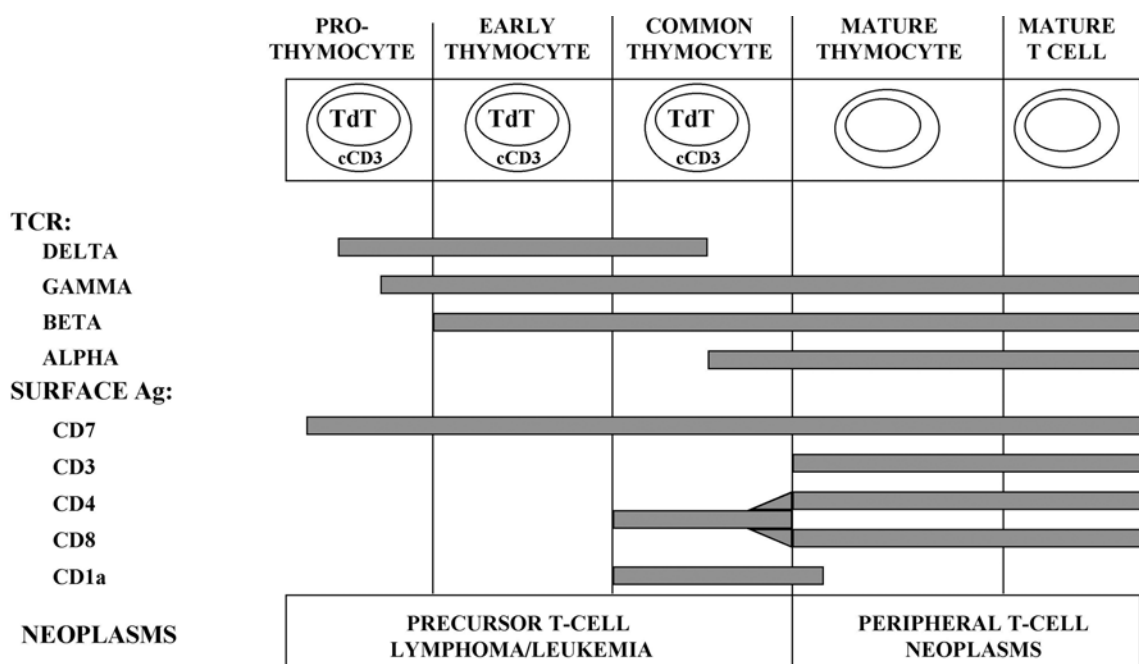 PRO-
THYMOCYTE
EARLY
THYMOCYTE
COMMON
THYMOCYTE
MATURE
THYMOCYTE
MATURE
T CELL
TdT
cCD3
TdT
cCD3
TdT
cCD3
TCR:
DELTA
GAMMA
BETA
ALPHA
SURFACE Ag:
CD7
CD3
CD4
CD8
CD1a
NEOPLASMS
PRECURSOR T-CELL
LYMPHOMA/LEUKEMIA
PERIPHERAL T-CELL
NEOPLASMS